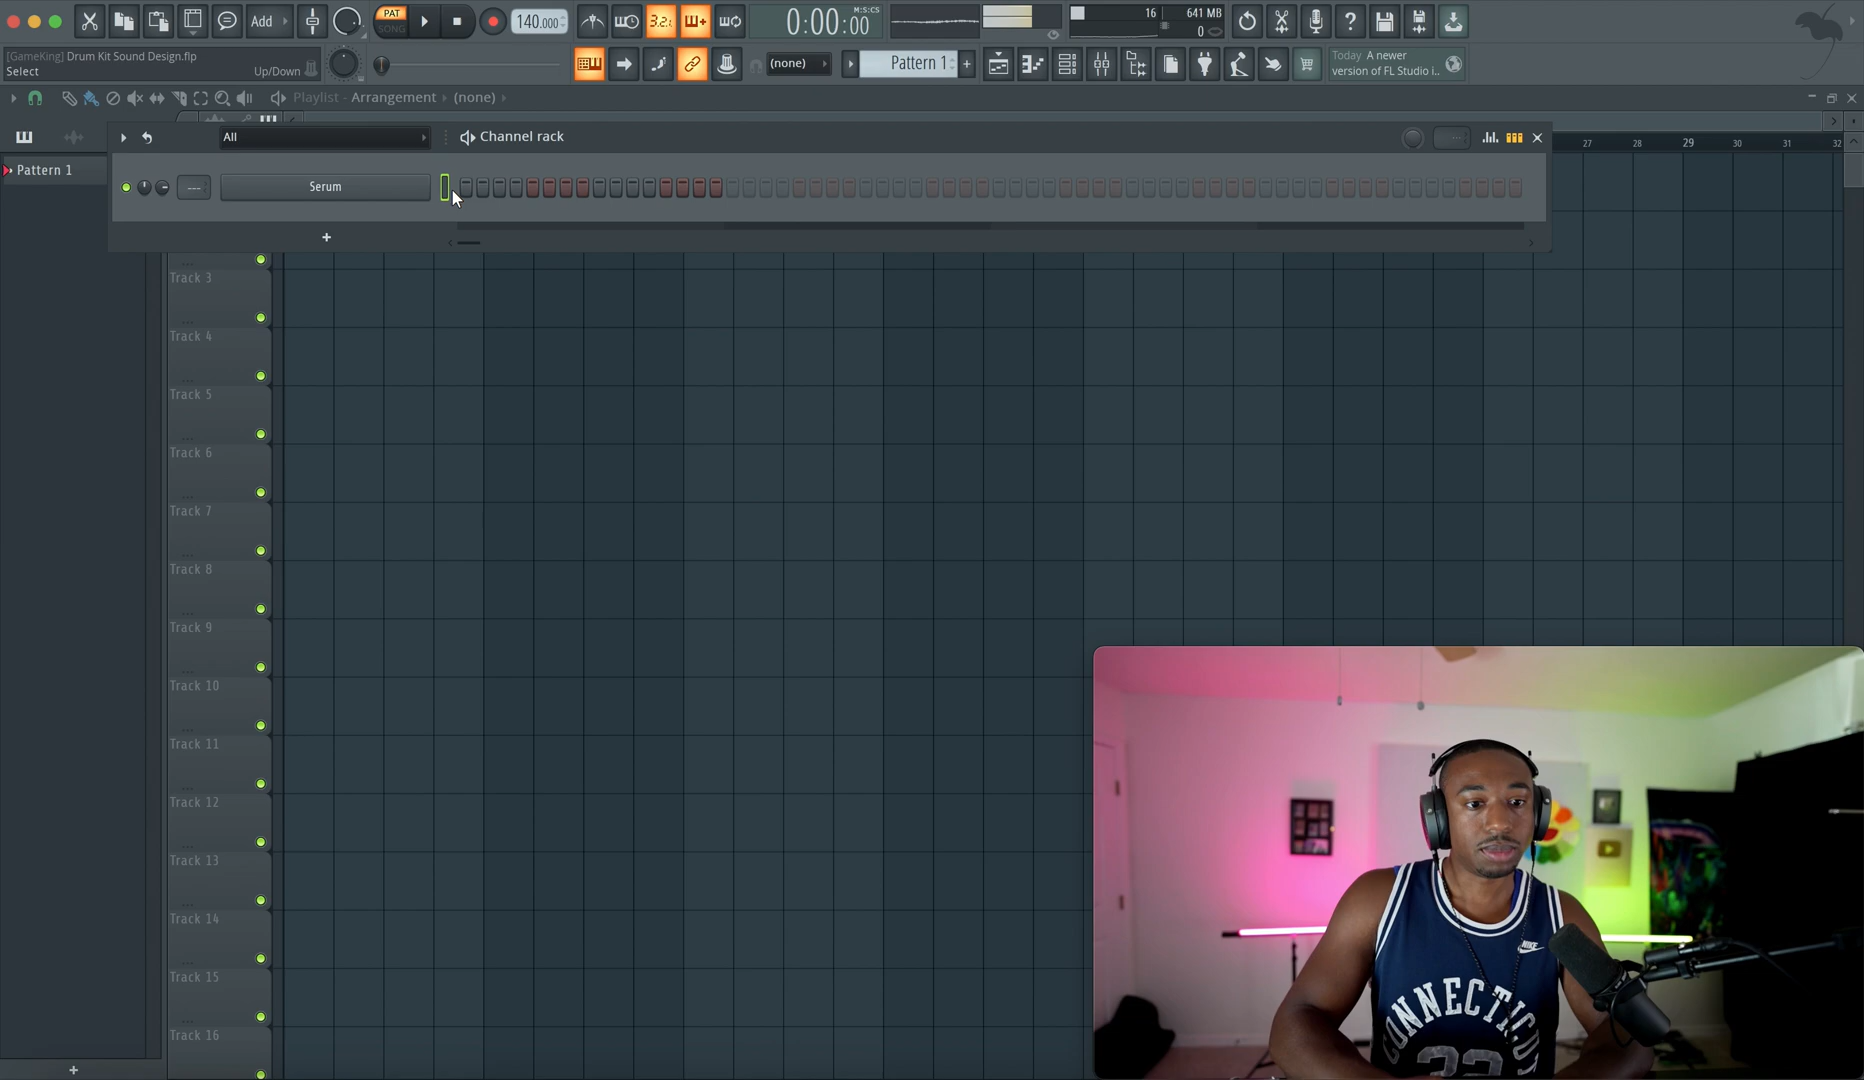 PAT
SONG
140.000
3.2.
0:00:00
M:S:CS
16
641 MB
0
Add
[GameKing] Drum Kit Sound Design.flp
Select
Up/Down
(none)
Pattern 1
+
Today A newer
version of FL Studio i..
Playlist - Arrangement › (none) ›
All
Channel rack
Pattern 1
Serum
+
27 28 29 30 31 32
Track 3
Track 4
Track 5
Track 6
Track 7
Track 8
Track 9
Track 10
Track 11
Track 12
Track 13
Track 14
Track 15
Track 16
+
NIKE
CONNECTICUT